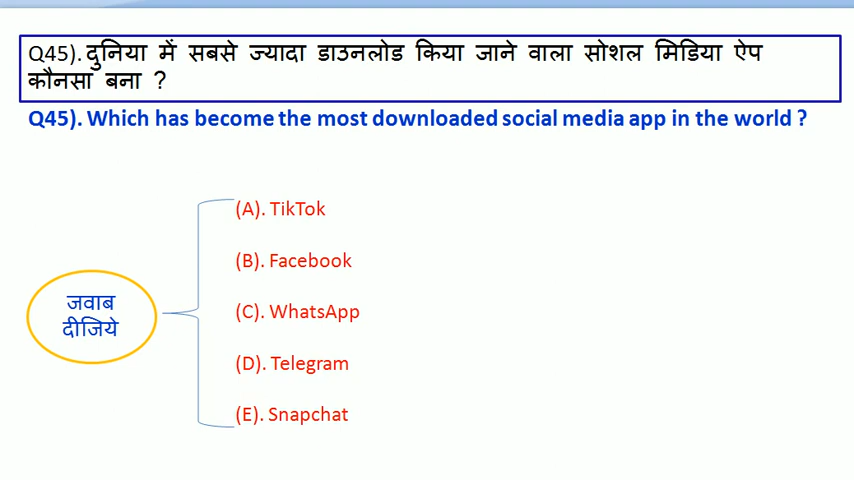 Q45). दुनिया में सबसे ज्यादा डाउनलोड किया जाने वाला सोशल मिडिया ऐप
कौनसा बना ?
Q45). Which has become the most downloaded social media app in the world ?
(A). TikTok
(B). Facebook
(C). WhatsApp
(D). Telegram
(E). Snapchat
जवाब
दीजिये